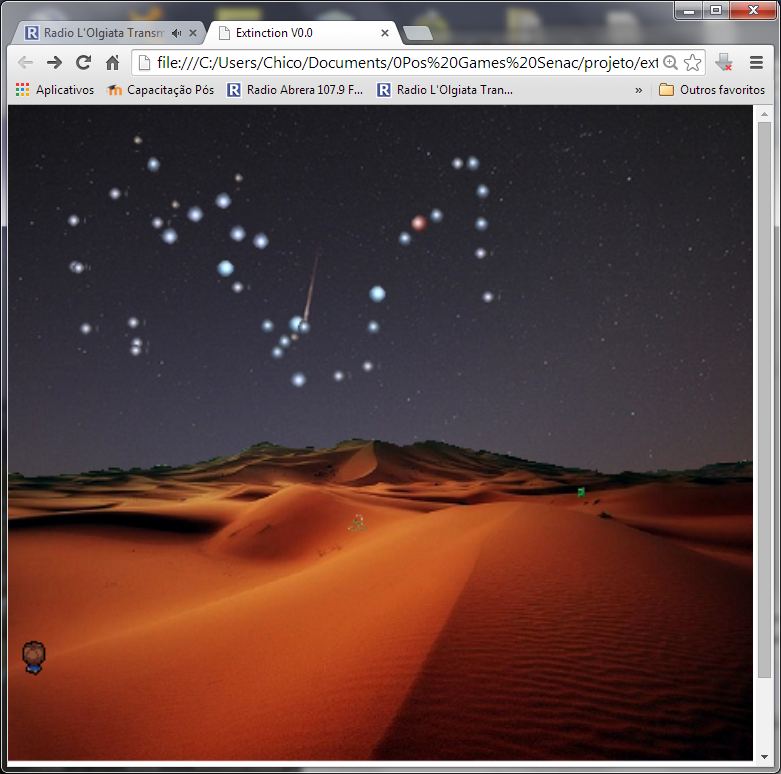 Radio L'Olgiata Transm
Extinction V0.0
file:///C:/Users/Chico/Documents/0Pos%20Games%20Senac/projeto/ext
Aplicativos
Capacitação Pós
Radio Abrera 107.9 F...
Radio L'Olgiata Tran...
»
Outros favoritos